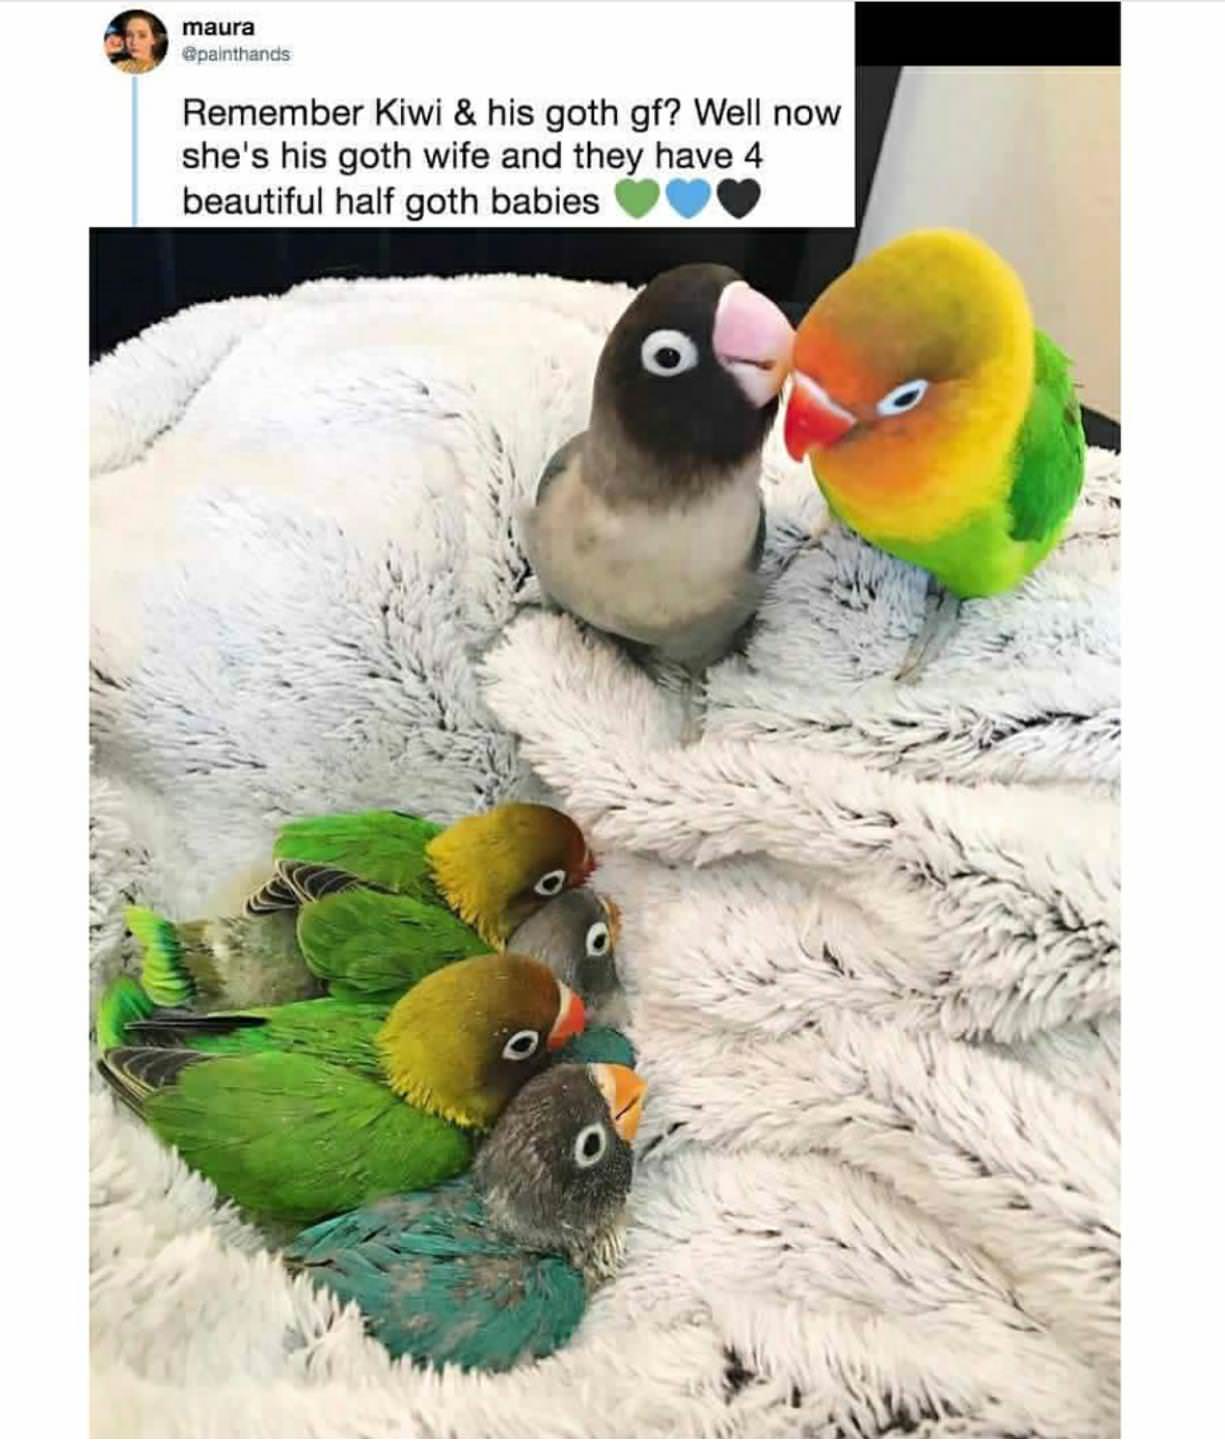 maura
@painthands
Remember Kiwi & his goth gf? Well now
she's his goth wife and they have 4
beautiful half goth babies 💚💙🖤